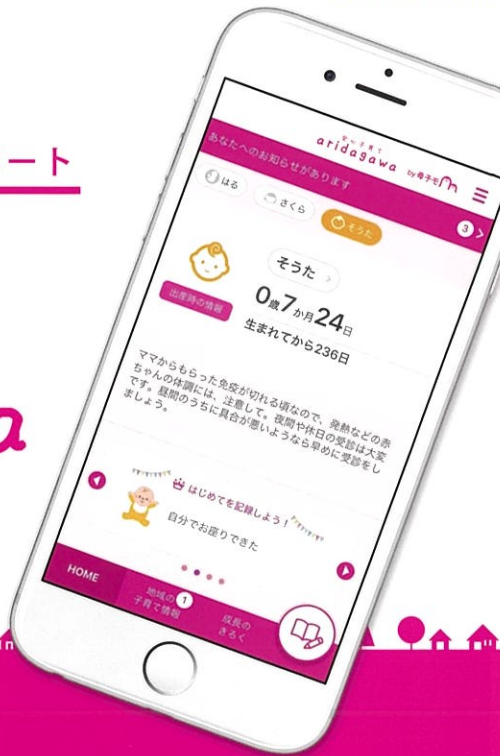 ート
a
安心子育て
aridagawa by母子モ
あなたへのお知らせがあります 3
はる さくら そうた
そうた
0歳7か月24日
生まれてから236日
出産時の情報
ママからもらった免疫が切れる頃なので、発熱などの赤
ちゃんの体調には、注意して。夜間や休日の受診は大変
です。昼間のうちに具合が悪いようなら早めに受診をし
ましょう。
はじめてを記録しよう！
自分でお座りできた
HOME
地域の 1
子育て情報
成長の
きろく